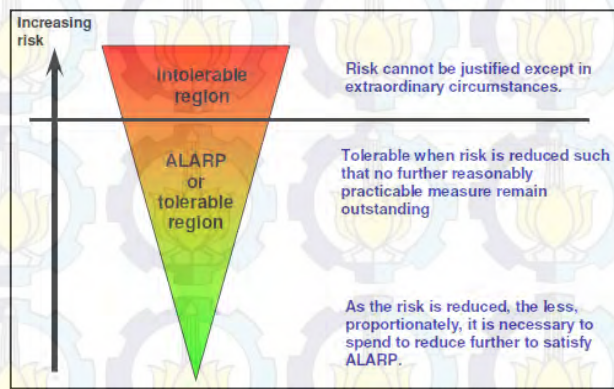 Increasing
risk
Intolerable
region
Risk cannot be justified except in
extraordinary circumstances.
ALARP
or
tolerable
region
Tolerable when risk is reduced such
that no further reasonably
practicable measure remain
outstanding
As the risk is reduced, the less,
proportionately, it is necessary to
spend to reduce further to satisfy
ALARP.